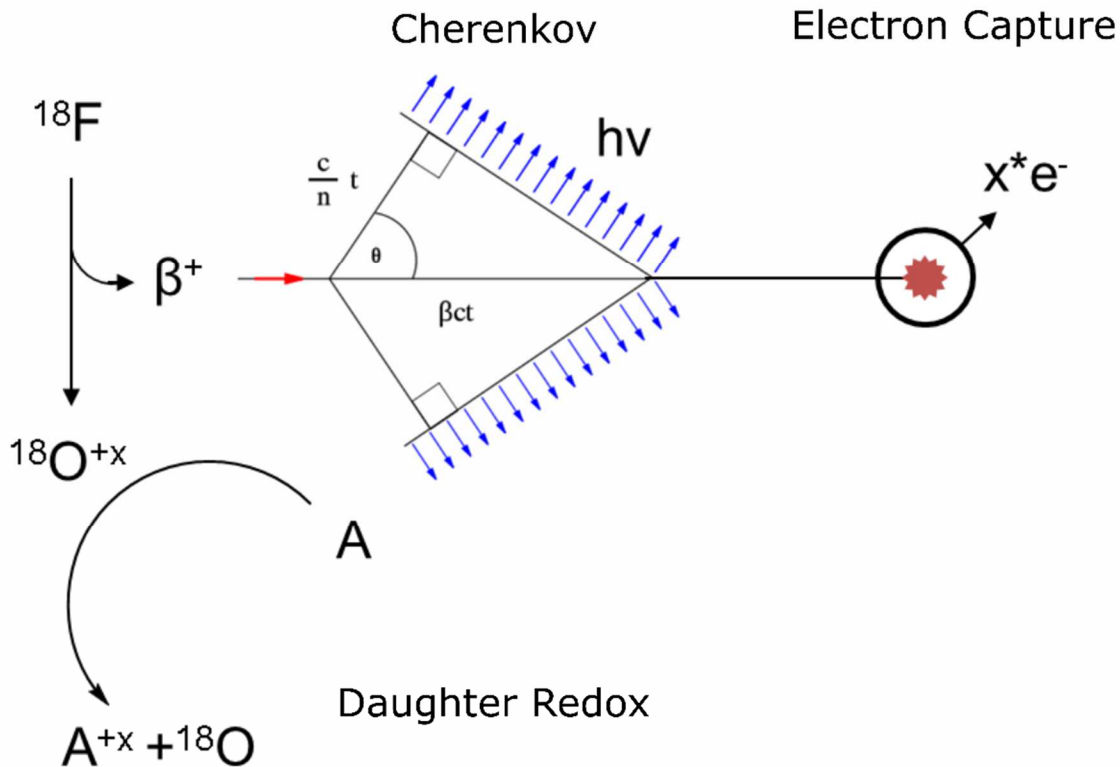 Cherenkov
Electron Capture
¹⁸F
hν
c/n t
x*e⁻
θ
β⁺
βct
¹⁸O⁺ˣ
A
Daughter Redox
A⁺ˣ +¹⁸O